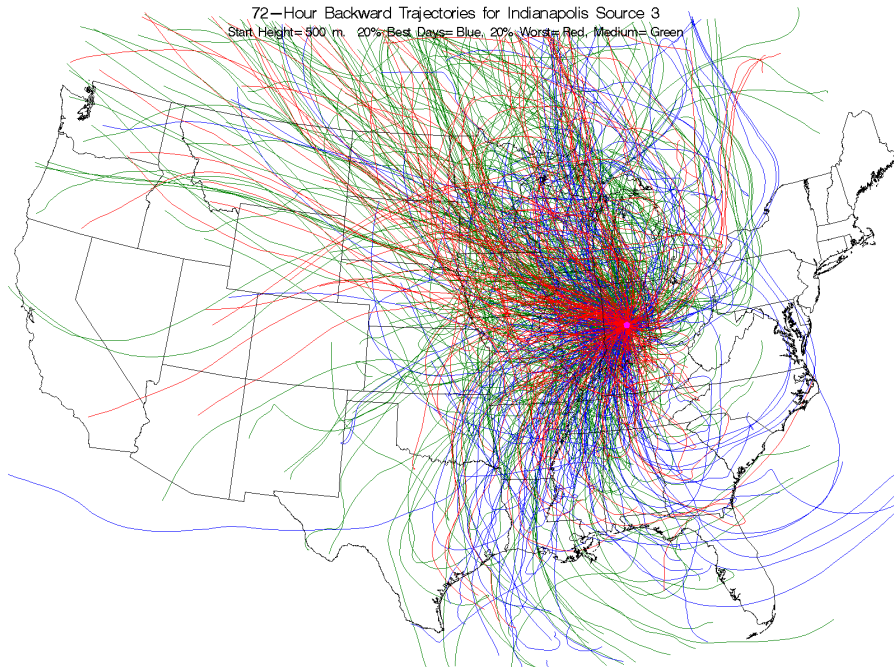 72-Hour Backward Trajectories for Indianapolis Source 3
Start Height= 500 m. 20% Best Days= Blue, 20% Worst= Red, Medium= Green